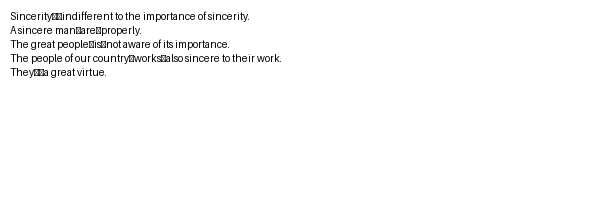 Sincerity indifferent to the importance of sincerity.
A sincere man are properly.
The great people is not aware of its importance.
The people of our country works also sincere to their work.
They a great virtue.